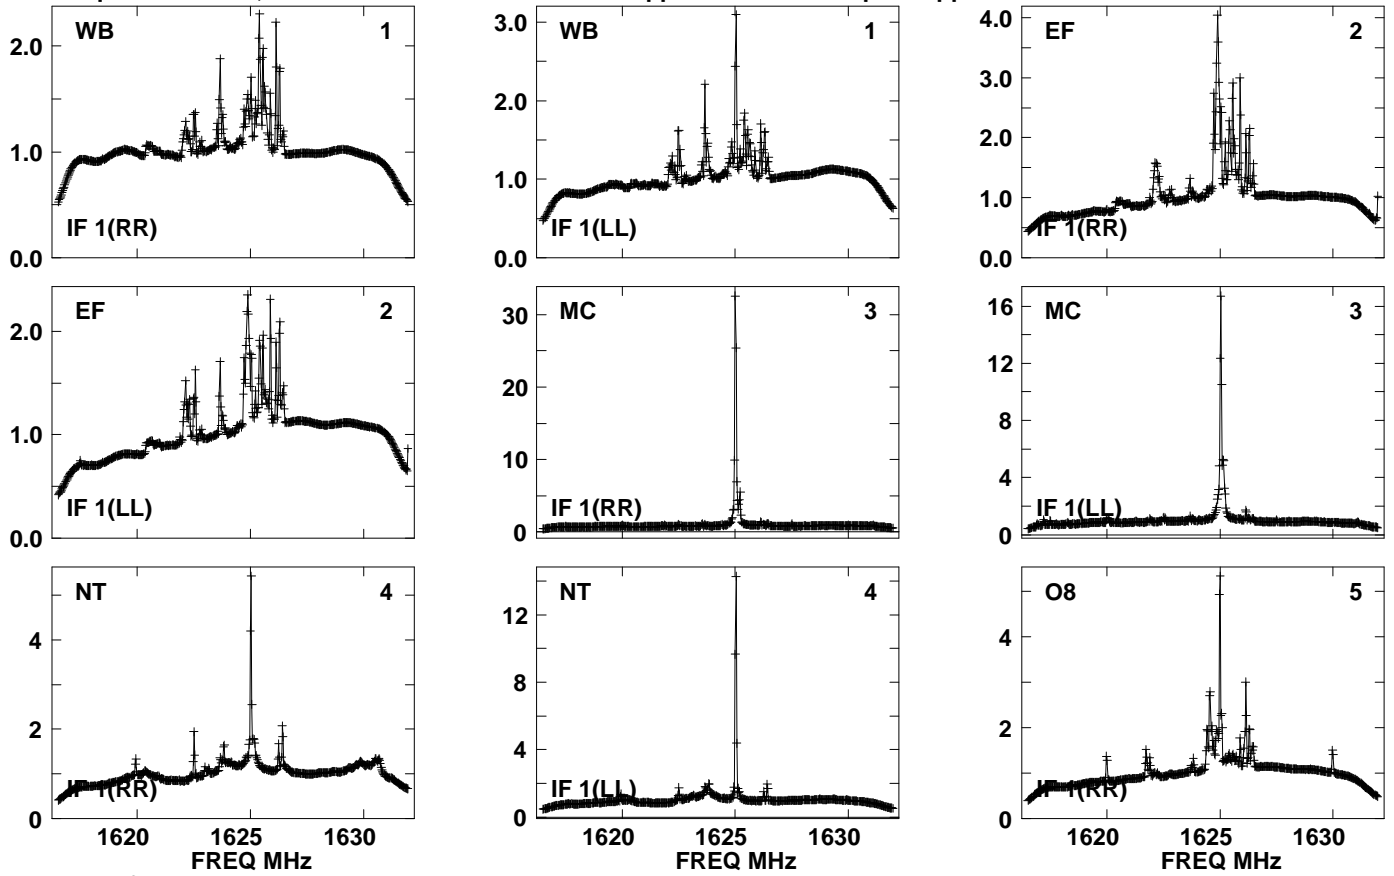 WB 1
2.0
1.0
0.0
IF 1(RR)
WB 1
3.0
2.0
1.0
0.0
IF 1(LL)
EF 2
4.0
3.0
2.0
1.0
0.0
IF 1(RR)
EF 2
2.0
1.0
0.0
IF 1(LL)
MC 3
30
20
10
0
IF 1(RR)
MC 3
16
12
8
4
0
IF 1(LL)
NT 4
4
2
0
IF 1(RR)
1620 1625 1630
FREQ MHz
NT 4
12
8
4
0
IF 1(LL)
1620 1625 1630
FREQ MHz
O8 5
4
2
0
IF 1(RR)
1620 1625 1630
FREQ MHz